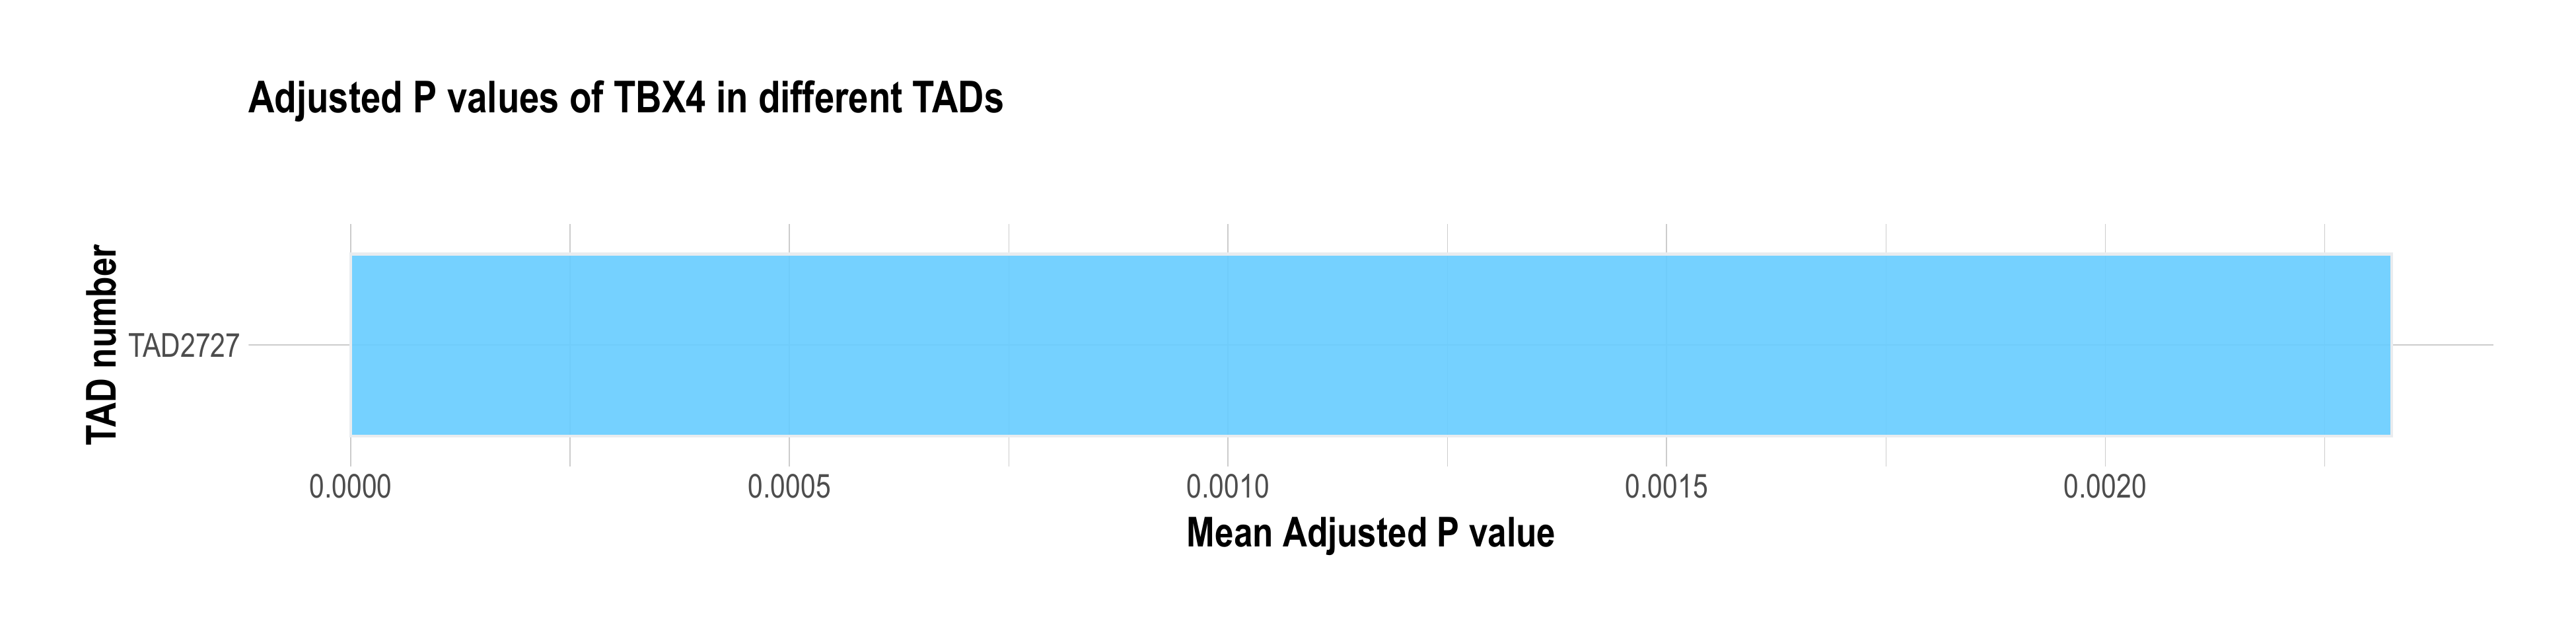 Adjusted P values of TBX4 in different TADs
TAD number
TAD2727
0.0000 0.0005 0.0010 0.0015 0.0020
Mean Adjusted P value